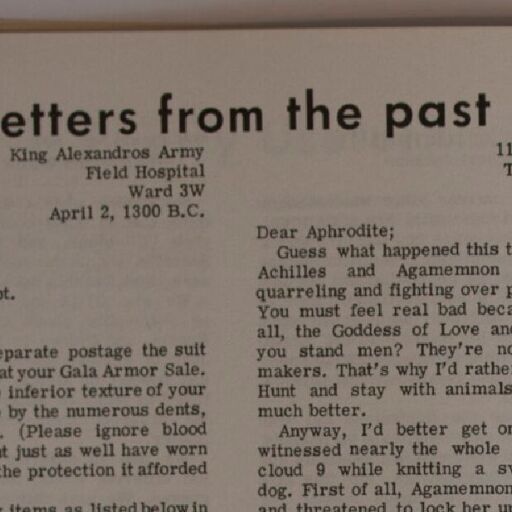 etters from the past
King Alexandros Army
Field Hospital
Ward 3W
April 2, 1300 B.C.
pt.
eparate postage the suit
at your Gala Armor Sale.
inferior texture of your
by the numerous dents,
. (Please ignore blood
t just as well have worn
the protection it afforded
items as listed below in
11
T
Dear Aphrodite;
Guess what happened this t
Achilles and Agamemnon
quarreling and fighting over p
You must feel real bad beca
all, the Goddess of Love and
you stand men? They're no
makers. That's why I'd rathe
Hunt and stay with animals
much better.
Anyway, I'd better get on
witnessed nearly the whole
cloud 9 while knitting a sw
dog. First of all, Agamemnon
and threatened to lock her up